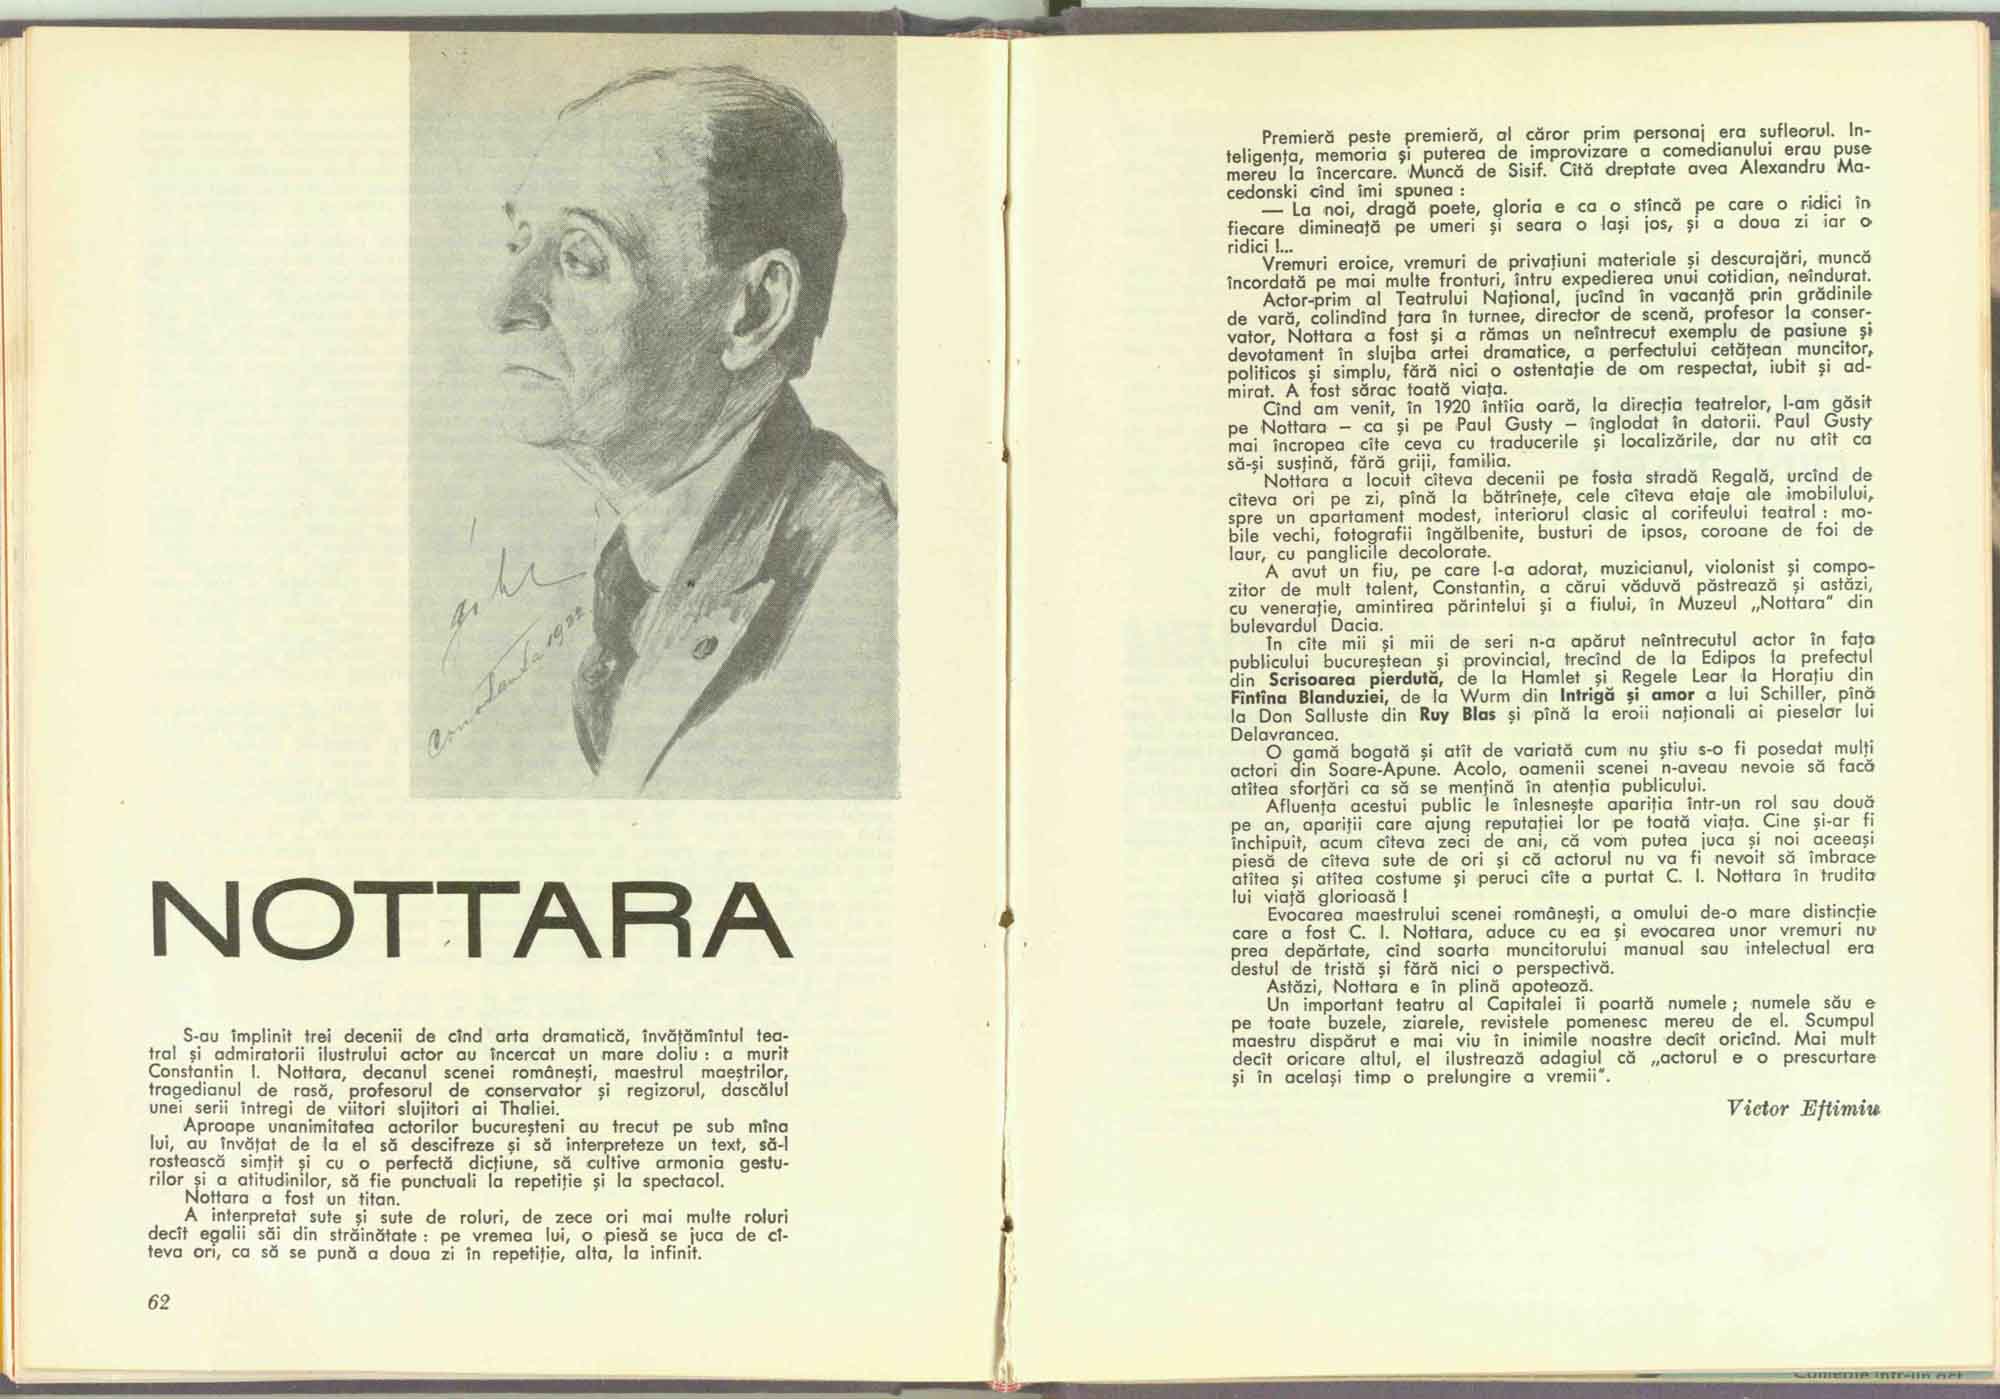 Constanța 1922
NOTTARA
S-au împlinit trei decenii de cînd arta dramatică, învățămîntul tea-
tral și admiratorii ilustrului actor au încercat un mare doliu : a murit
Constantin I. Nottara, decanul scenei românești, maestrul maeștrilor,
tragedianul de rasă, profesorul de conservator și regizorul, dascălul
unei serii întregi de viitori slujitori ai Thaliei.
Aproape unanimitatea actorilor bucureșteni au trecut pe sub mîna
lui, au învățat de la el să descifreze și să interpreteze un text, să-l
rostească simțit și cu o perfectă dicțiune, să cultive armonia gestu-
rilor și a atitudinilor, să fie punctuali la repetiție și la spectacol.
Nottara a fost un titan.
A interpretat sute și sute de roluri, de zece ori mai multe roluri
decît egalii săi din străinătate : pe vremea lui, o piesă se juca de cî-
teva ori, ca să se pună a doua zi în repetiție, alta, la infinit.
62
Premieră peste premieră, al căror prim personaj era sufleorul. In-
teligența, memoria și puterea de improvizare a comedianului erau puse
mereu la încercare. Muncă de Sisif. Cîtă dreptate avea Alexandru Ma-
cedonski cînd îmi spunea :
— La noi, dragă poete, gloria e ca o stîncă pe care o ridici în
fiecare dimineață pe umeri și seara o lași jos, și a doua zi iar o
ridici !...
Vremuri eroice, vremuri de privațiuni materiale și descurajări, muncă
încordată pe mai multe fronturi, întru expedierea unui cotidian, neîndurat.
Actor-prim al Teatrului Național, jucînd în vacanță prin grădinile
de vară, colindînd țara în turnee, director de scenă, profesor la conser-
vator, Nottara a fost și a rămas un neîntrecut exemplu de pasiune și
devotament în slujba artei dramatice, a perfectului cetățean muncitor,
politicos și simplu, fără nici o ostentație de om respectat, iubit și ad-
mirat. A fost sărac toată viața.
Cînd am venit, în 1920 întîia oară, la direcția teatrelor, l-am găsit
pe Nottara – ca și pe Paul Gusty – înglodat în datorii. Paul Gusty
mai încropea cîte ceva cu traducerile și localizările, dar nu atît ca
să-și susțină, fără griji, familia.
Nottara a locuit cîteva decenii pe fosta stradă Regală, urcînd de
cîteva ori pe zi, pînă la bătrînețe, cele cîteva etaje ale imobilului,
spre un apartament modest, interiorul clasic al corifeului teatral : mo-
bile vechi, fotografii îngălbenite, busturi de ipsos, coroane de foi de
laur, cu panglicile decolorate.
A avut un fiu, pe care l-a adorat, muzicianul, violonist și compo-
zitor de mult talent, Constantin, a cărui văduvă păstrează și astăzi,
cu venerație, amintirea părintelui și a fiului, în Muzeul „Nottara" din
bulevardul Dacia.
În cîte mii și mii de seri n-a apărut neîntrecutul actor în fața
publicului bucureștean și provincial, trecînd de la Edipos la prefectul
din Scrisoarea pierdută, de la Hamlet și Regele Lear la Horațiu din
Fîntîna Blanduziei, de la Wurm din Intrigă și amor a lui Schiller, pînă
la Don Salluste din Ruy Blas și pînă la eroii naționali ai pieselor lui
Delavrancea.
O gamă bogată și atît de variată cum nu știu s-o fi posedat mulți
actori din Soare-Apune. Acolo, oamenii scenei n-aveau nevoie să facă
atîtea sforțări ca să se mențină în atenția publicului.
Afluența acestui public le înlesnește apariția într-un rol sau două
pe an, apariții care ajung reputației lor pe toată viața. Cine și-ar fi
închipuit, acum cîteva zeci de ani, că vom putea juca și noi aceeași
piesă de cîteva sute de ori și că actorul nu va fi nevoit să îmbrace
atîtea și atîtea costume și peruci cîte a purtat C. I. Nottara în trudita
lui viață glorioasă !
Evocarea maestrului scenei românești, a omului de-o mare distincție
care a fost C. I. Nottara, aduce cu ea și evocarea unor vremuri nu
prea depărtate, cînd soarta muncitorului manual sau intelectual era
destul de tristă și fără nici o perspectivă.
Astăzi, Nottara e în plină apoteoză.
Un important teatru al Capitalei îi poartă numele ; numele său e
pe toate buzele, ziarele, revistele pomenesc mereu de el. Scumpul
maestru dispărut e mai viu în inimile noastre decît oricînd. Mai mult
decît oricare altul, el ilustrează adagiul că „actorul e o prescurtare
și în același timp o prelungire a vremii".
Victor Eftimiu
Comedie într-un act